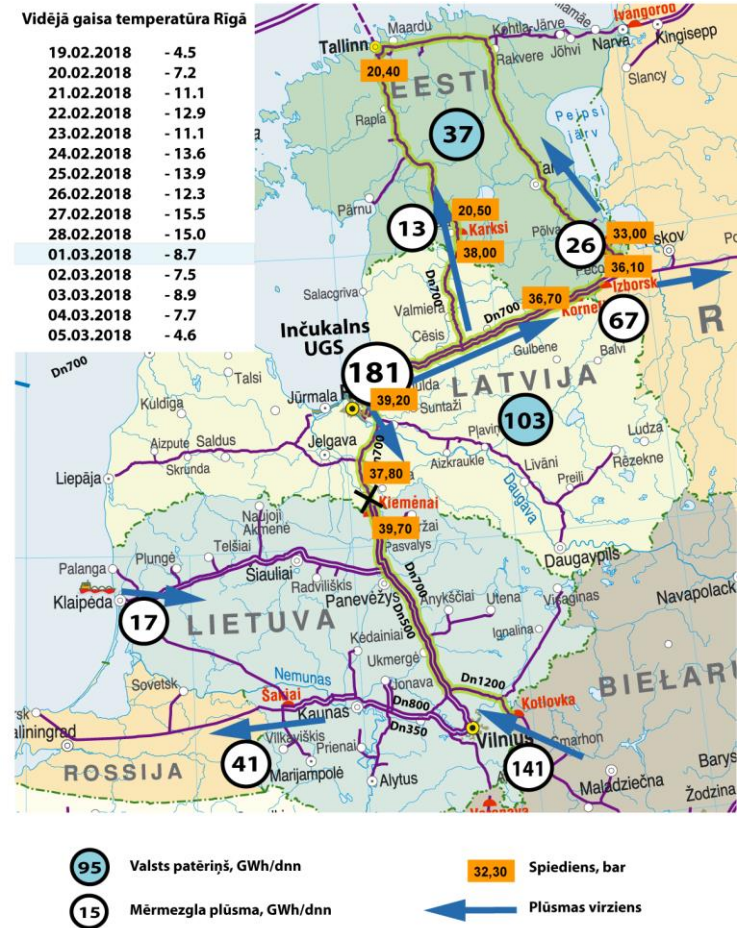 Vidējā gaisa temperatūra Rīgā
19.02.2018 - 4.5
20.02.2018 - 7.2
21.02.2018 - 11.1
22.02.2018 - 12.9
23.02.2018 - 11.1
24.02.2018 - 13.6
25.02.2018 - 13.9
26.02.2018 - 12.3
27.02.2018 - 15.5
28.02.2018 - 15.0
01.03.2018 - 8.7
02.03.2018 - 7.5
03.03.2018 - 8.9
04.03.2018 - 7.7
05.03.2018 - 4.6
Maardu
Kohtla-Järve
Ivangorod
Tallinn
Rakvere
Jõhvi
Narva
Kingisepp
20,40
EESTI
Slancy
Rapla
37
Peipsi
järv
Pärnu
13
20,50
Karksi
Põlva
26
33,00
38,00
36,10
Izborsk
Salacgriva
Dn700
Valmiera
36,70
Dn700
67
R
Inčukalns
UGS
Cēsis
Gulbene
Balvi
Dn700
181
Talsi
LATVIJA
Kuldīga
Jūrmala
39,20
Suntaži
103
Ludza
Aizpute
Saldus
Jelgava
Aizkraukle
Līvāni
Rēzekne
Skrunda
Preiļi
Liepāja
37,80
Daugava
Kiemėnai
Naujoji
Akmenė
39,70
Pasvalys
Daugavpils
Palanga
Plungė
Telšiai
Šiauliai
Radviliškis
Panevėžys
Dn700
Anykščiai
Utena
Visaginas
Navapolack
Klaipėda
17
LIETUVA
Dn500
Ignalina
Kėdainiai
Ukmergė
BIEŁARU
Sovetsk
Nemunas
Jonava
Dn1200
Šakiai
Kaunas
Dn800
Kotlovka
Vilkaviškis
Dn350
Vilnius
Smarhon
ROSSIJA
41
Prienai
141
Marijampolė
Alytus
Maladziečna
Barys
Žodzina
95 Valsts patēriņš, GWh/dnn
32,30 Spiediens, bar
15 Mērmezgla plūsma, GWh/dnn
Plūsmas virziens